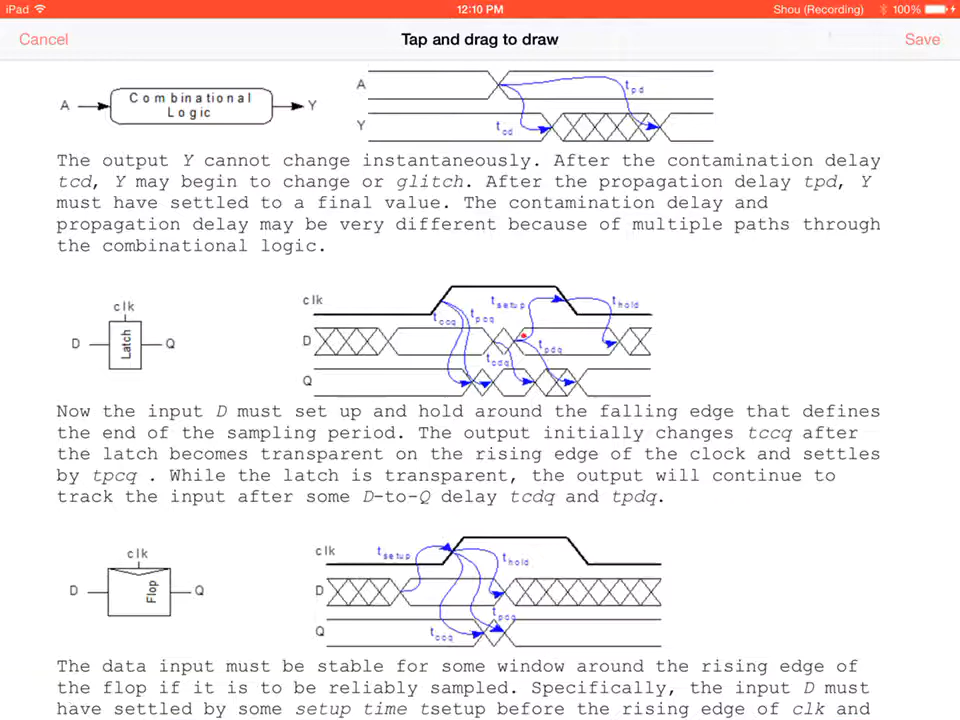 iPad 12:10 PM Shou (Recording) 100%
Cancel Tap and drag to draw Save
A Combinational Logic Y
A tpd
Y tcd
The output Y cannot change instantaneously. After the contamination delay
tcd, Y may begin to change or glitch. After the propagation delay tpd, Y
must have settled to a final value. The contamination delay and
propagation delay may be very different because of multiple paths through
the combinational logic.
clk
D Latch Q
clk tsetup thold
tccq tpcq
D
tcdq tpdq
Q
Now the input D must set up and hold around the falling edge that defines
the end of the sampling period. The output initially changes tccq after
the latch becomes transparent on the rising edge of the clock and settles
by tpcq . While the latch is transparent, the output will continue to
track the input after some D-to-Q delay tcdq and tpdq.
clk
D Flop Q
clk tsetup thold
D
tpcq
Q tccq
The data input must be stable for some window around the rising edge of
the flop if it is to be reliably sampled. Specifically, the input D must
have settled by some setup time tsetup before the rising edge of clk and